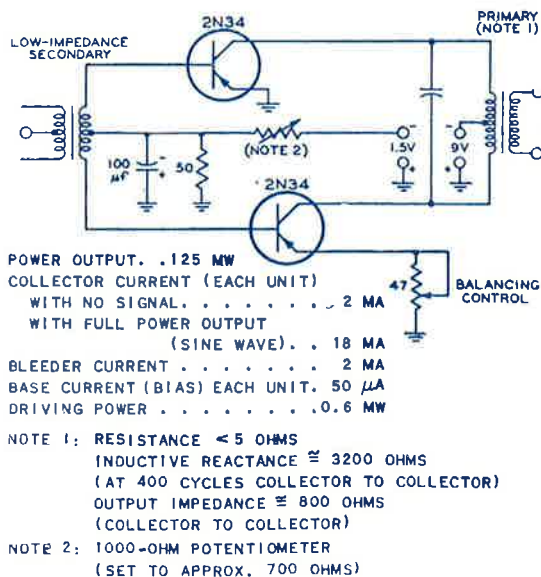 2N34
PRIMARY
(NOTE 1)
LOW-IMPEDANCE
SECONDARY
100
µf
50
(NOTE 2)
1.5V
9V
2N34
47
BALANCING
CONTROL
POWER OUTPUT. . 125 MW
COLLECTOR CURRENT (EACH UNIT)
WITH NO SIGNAL. . . . . . . . 2 MA
WITH FULL POWER OUTPUT
(SINE WAVE). . 18 MA
BLEEDER CURRENT . . . . . . . 2 MA
BASE CURRENT (BIAS) EACH UNIT. 50 µA
DRIVING POWER . . . . . . . . 0.6 MW
NOTE 1: RESISTANCE < 5 OHMS
INDUCTIVE REACTANCE ≅ 3200 OHMS
(AT 400 CYCLES COLLECTOR TO COLLECTOR)
OUTPUT IMPEDANCE ≅ 800 OHMS
(COLLECTOR TO COLLECTOR)
NOTE 2: 1000-OHM POTENTIOMETER
(SET TO APPROX. 700 OHMS)